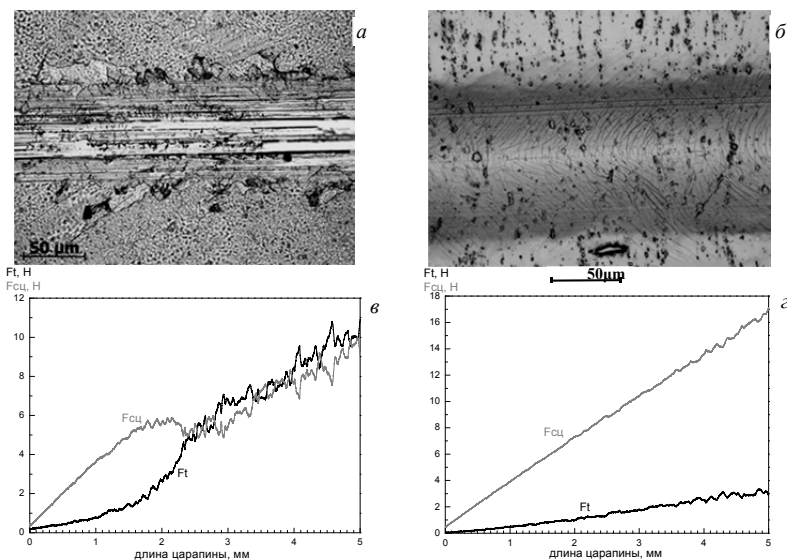 а
б
50 µm
50µm
Ft, Н
Fсц, Н
в
12
10
8
6
4
2
0
Fсц
Ft
0 1 2 3 4 5
длина царапины, мм
Ft, Н
Fсц, Н
г
18
16
14
12
10
8
6
4
2
0
Fсц
Ft
0 1 2 3 4 5
длина царапины, мм